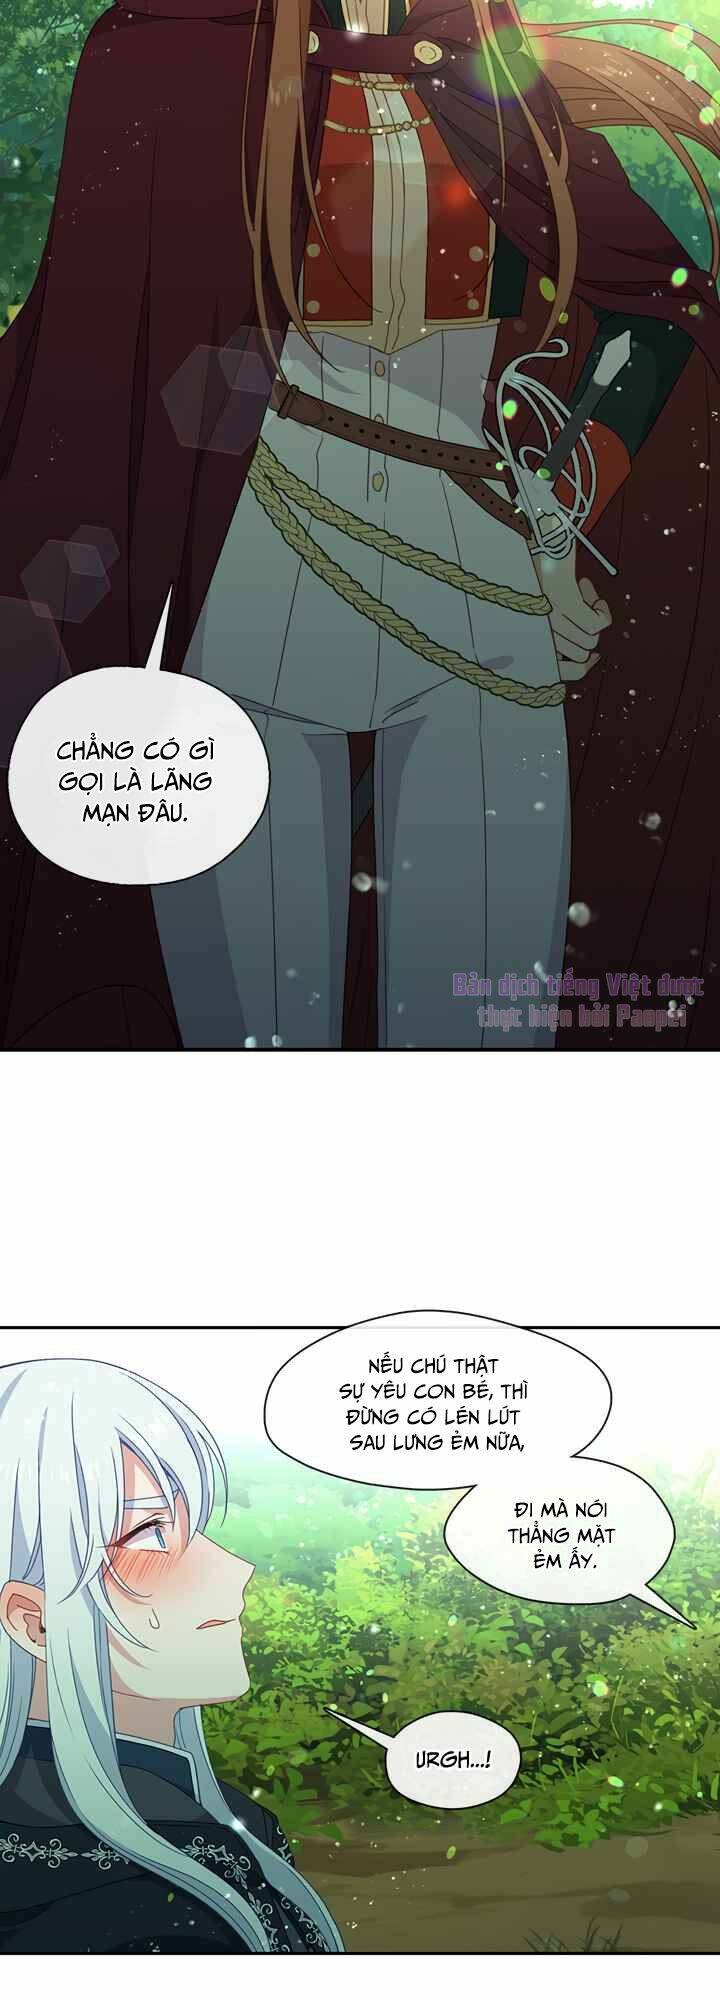 CHẲNG CÓ GÌ
GỌI LÀ LÃNG
MẠN ĐÂU.
Bản dịch tiếng Việt được
thực hiện bởi Panpei
NẾU CHÚ THẬT
SỰ YÊU CON BÉ, THÌ
ĐỪNG CÓ LÉN LÚT
SAU LƯNG ẺM NỮA,
ĐI MÀ NÓI
THẲNG MẶT
ẺM ẤY.
URGH...!